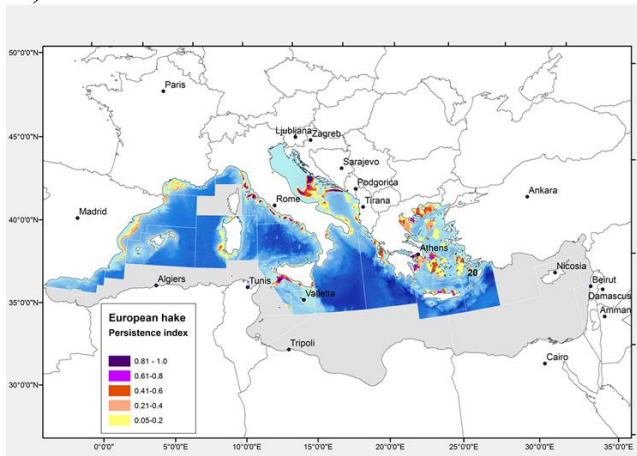 50°0'0"N
45°0'0"N
40°0'0"N
35°0'0"N
30°0'0"N
Paris
Ljubljana
Zagreb
Sarajevo
Podgorica
Rome
Tirana
Madrid
Ankara
Athens
20
Nicosia
Beirut
Damascus
Amman
Algiers
Tunis
Valletta
Tripoli
Cairo
European hake
Persistence index
0.81 - 1.0
0.61-0.8
0.41-0.6
0.21-0.4
0.05-0.2
0°0'0"
5°0'0"E
10°0'0"E
15°0'0"E
20°0'0"E
25°0'0"E
30°0'0"E
35°0'0"E